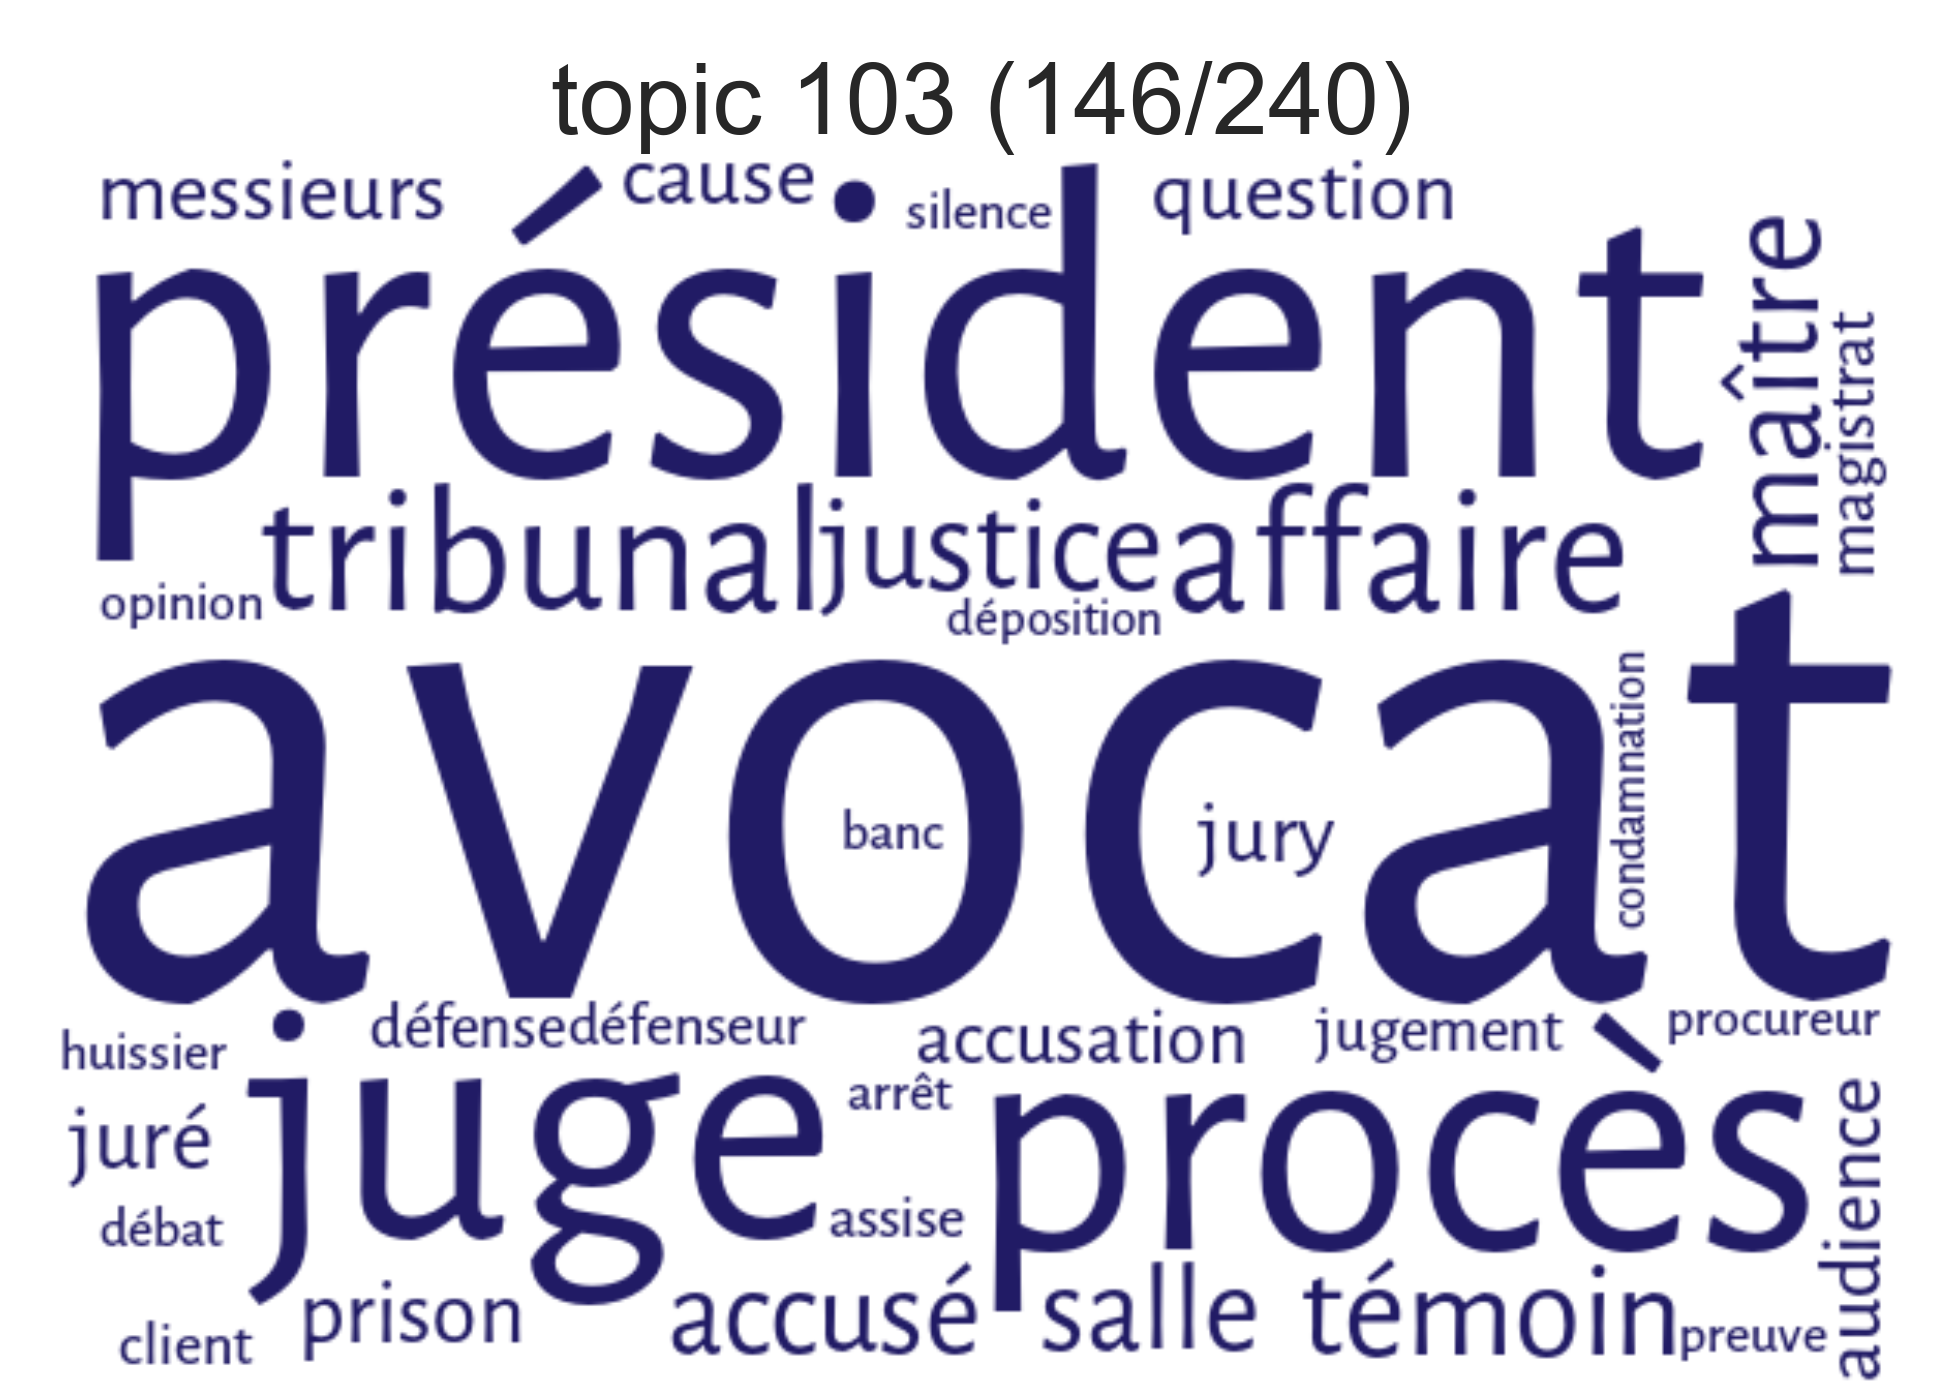 topic 103 (146/240)
messieurs
cause
silence
question
président
maître
magistrat
tribunal
justice
affaire
opinion
déposition
avocat
banc
jury
condamnation
huissier
défense
défenseur
accusation
jugement
procureur
juge
arrêt
procès
juré
assise
audience
débat
client
prison
accusé
salle
témoin
preuve